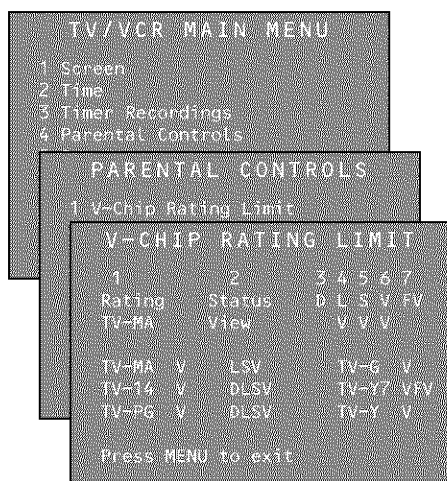 TV/VCR MAIN MENU
1 Screen
2 Time
3 Timer Recordings
4 Parental Controls
PARENTAL CONTROLS
1 V-Chip Rating Limit
V-CHIP RATING LIMIT
1 2 3 4 5 6 7
Rating Status D L S V FV
TV-MA View V V V
TV-MA V LSV TV-G V
TV-14 V DLSV TV-Y7 VFV
TV-PG V DLSV TV-Y V
Press MENU to exit